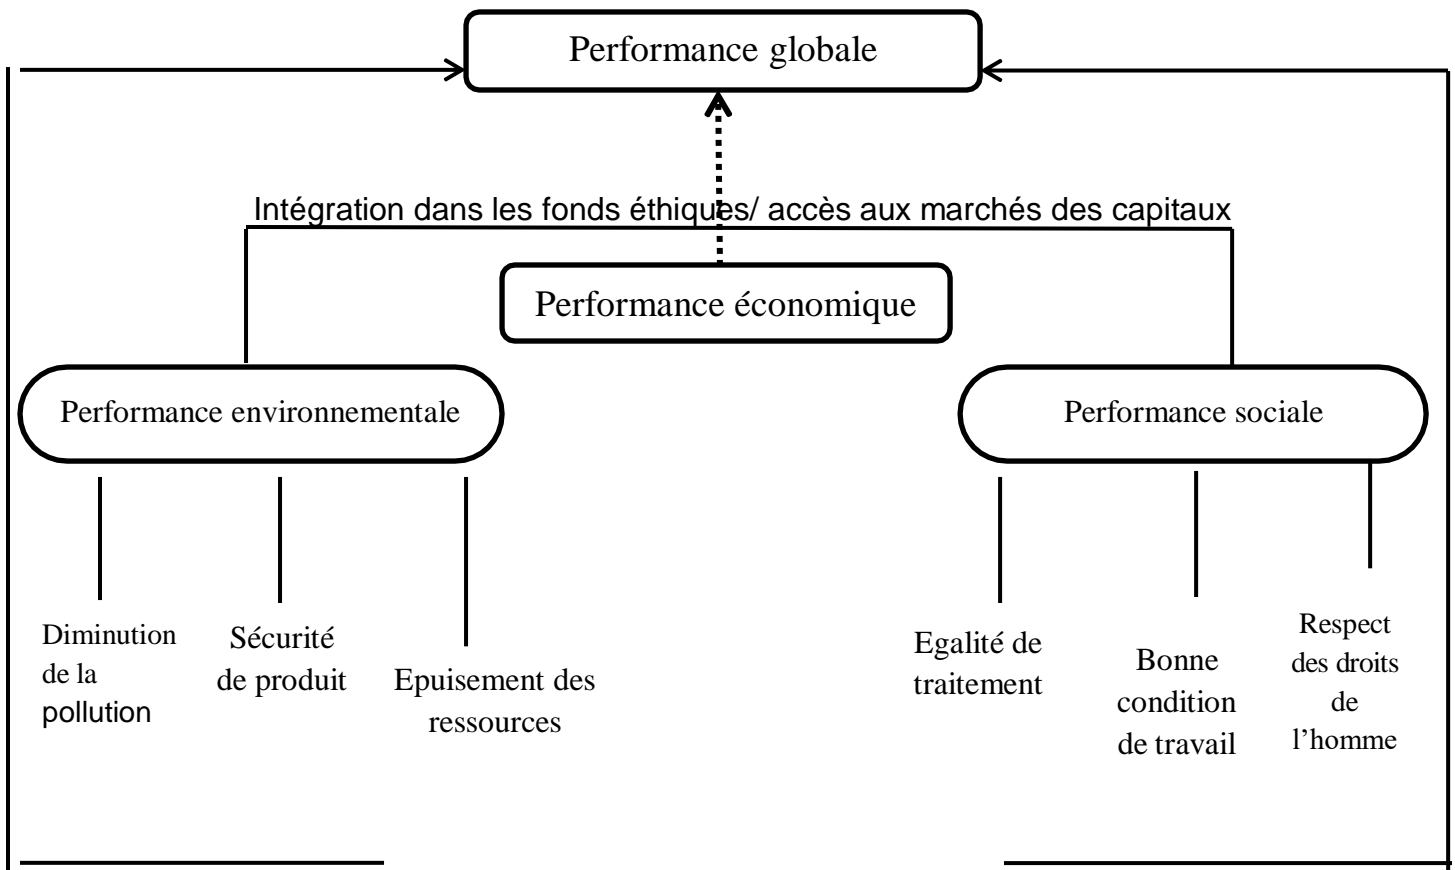 Performance globale
Intégration dans les fonds éthiques/ accès aux marchés des capitaux
Performance économique
Performance environnementale
Performance sociale
Diminution
de la
pollution
Sécurité
de produit
Epuisement des
ressources
Egalité de
traitement
Bonne
condition
de travail
Respect
des droits
de
l’homme